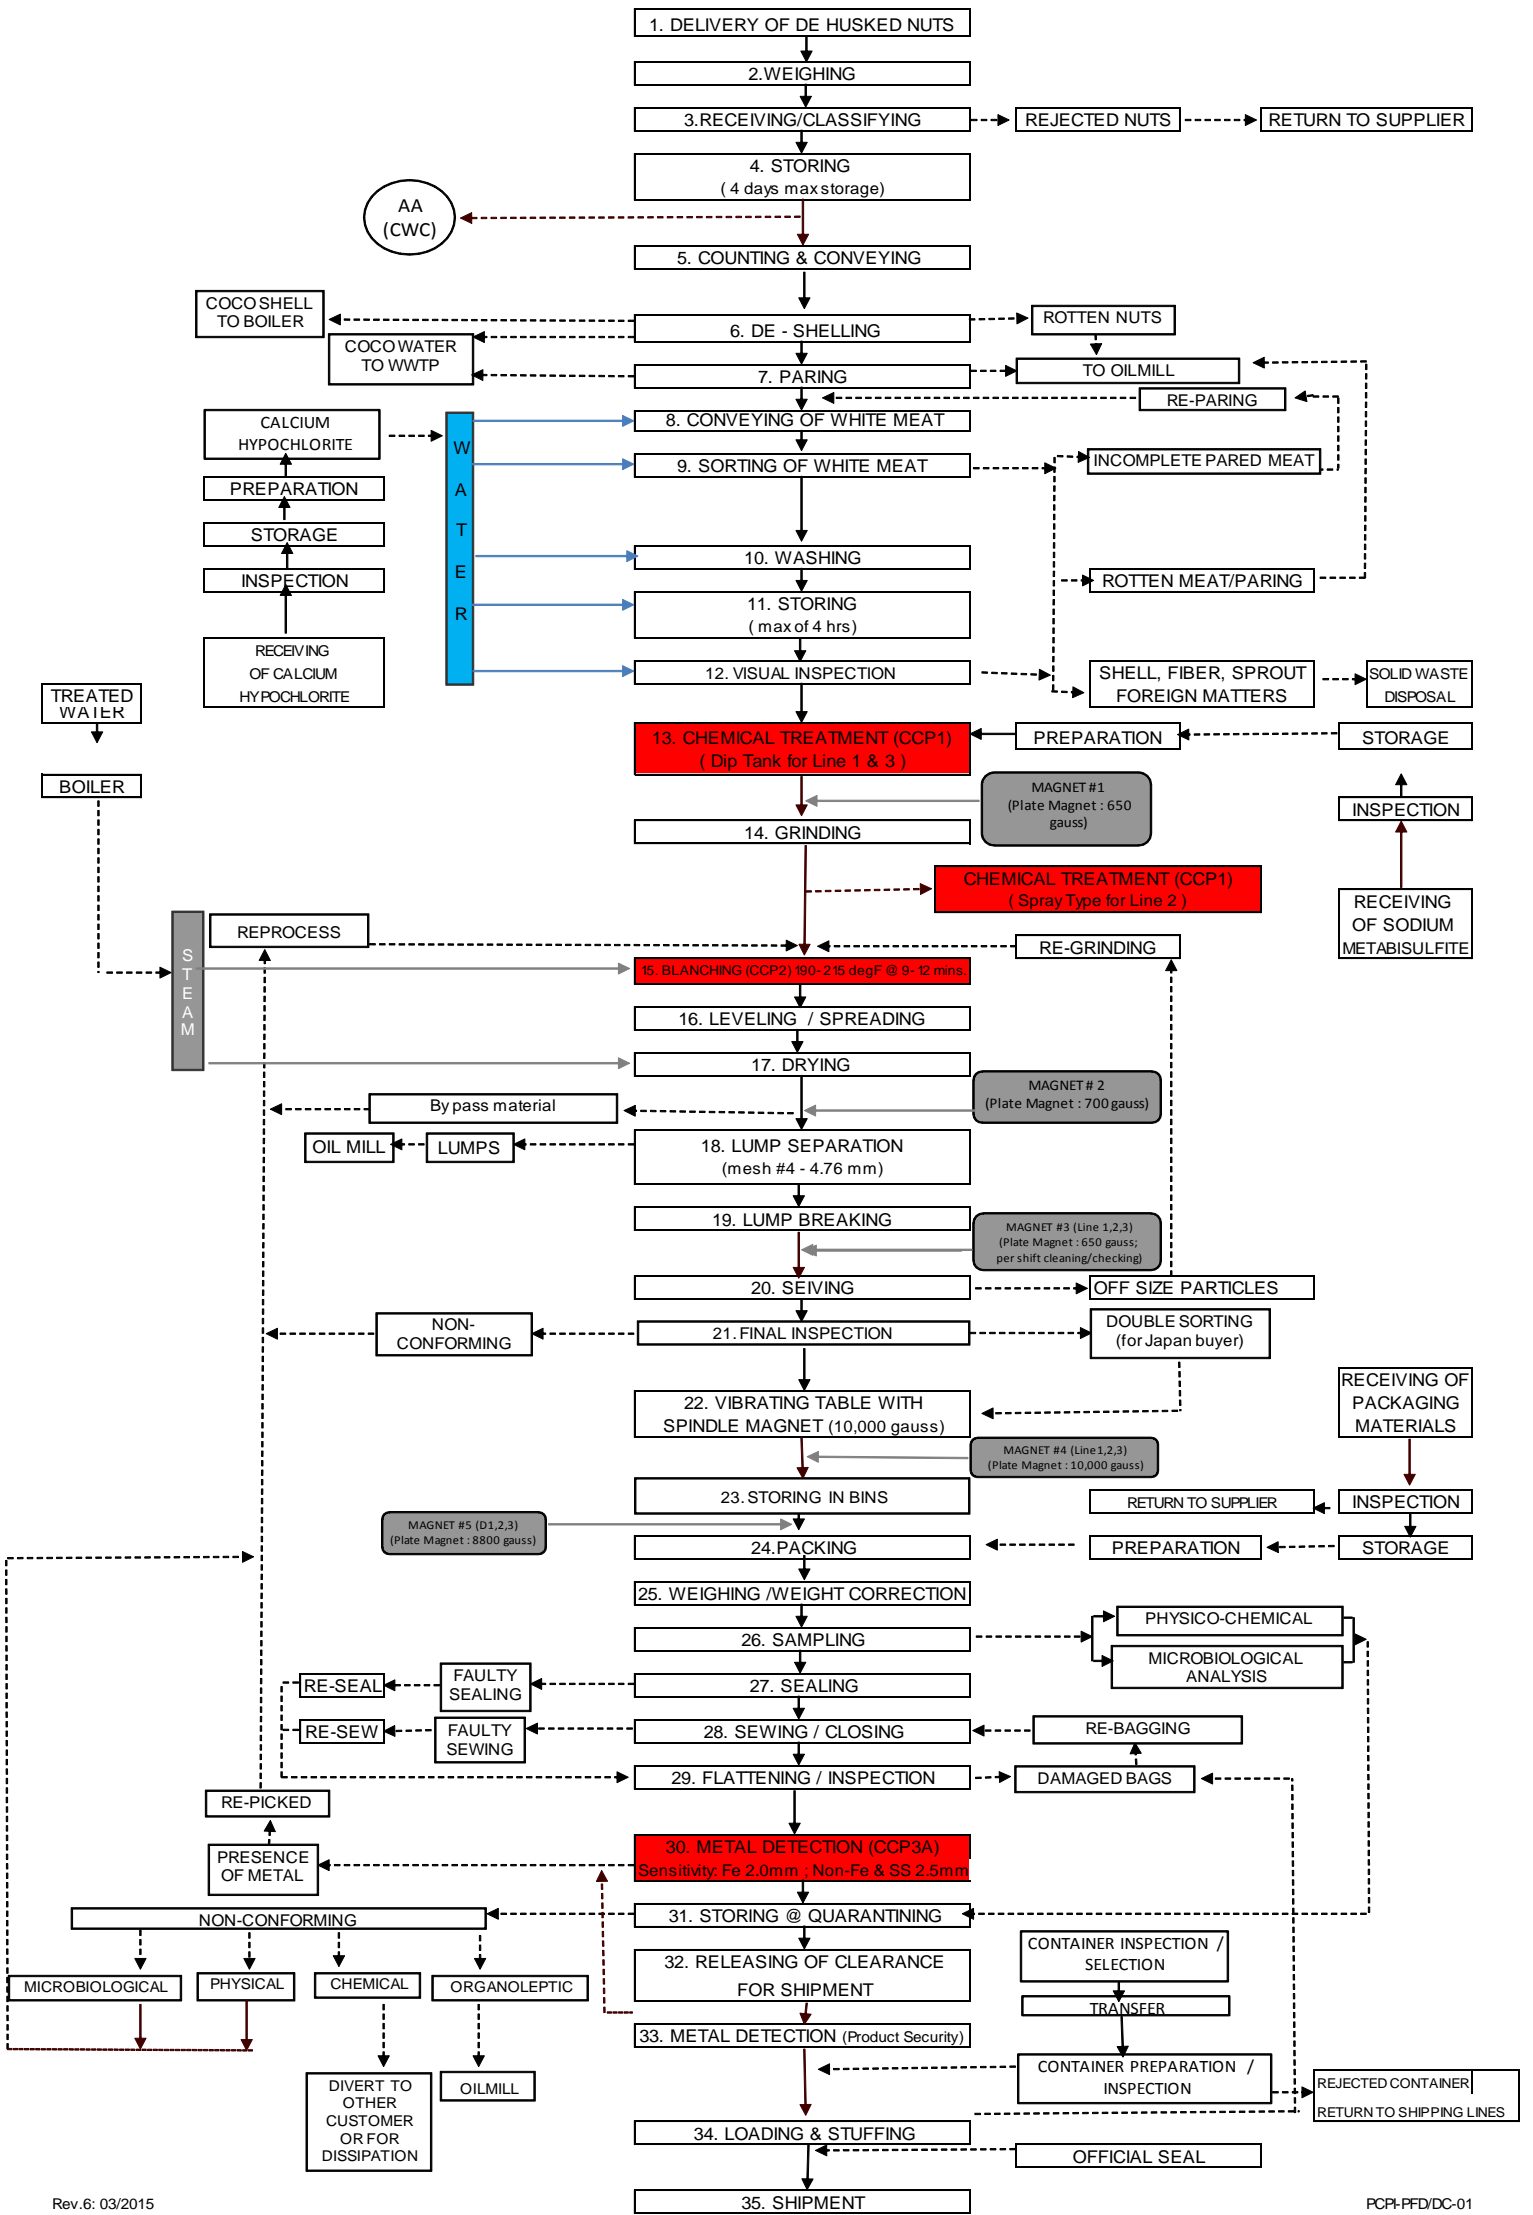 1. DELIVERY OF DE HUSKED NUTS
2.WEIGHING
3.RECEIVING/CLASSIFYING
REJECTED NUTS
RETURN TO SUPPLIER
4. STORING
( 4 days max storage)
AA
(CWC)
5. COUNTING & CONVEYING
COCO SHELL
TO BOILER
6. DE - SHELLING
ROTTEN NUTS
COCO WATER
TO WWTP
7. PARING
TO OILMILL
RE-PARING
CALCIUM
HYPOCHLORITE
8. CONVEYING OF WHITE MEAT
W
A
T
E
R
9. SORTING OF WHITE MEAT
INCOMPLETE PARED MEAT
PREPARATION
STORAGE
10. WASHING
INSPECTION
ROTTEN MEAT/PARING
11. STORING
( max of 4 hrs)
RECEIVING
OF CALCIUM
HYPOCHLORITE
12. VISUAL INSPECTION
SHELL, FIBER, SPROUT
FOREIGN MATTERS
SOLID WASTE
DISPOSAL
TREATED
WATER
13. CHEMICAL TREATMENT (CCP1)
( Dip Tank for Line 1 & 3 )
PREPARATION
STORAGE
BOILER
MAGNET #1
(Plate Magnet : 650
gauss)
INSPECTION
14. GRINDING
CHEMICAL TREATMENT (CCP1)
( Spray Type for Line 2 )
RECEIVING
OF SODIUM
METABISULFITE
REPROCESS
RE-GRINDING
S
T
E
A
M
15. BLANCHING (CCP2) 190- 215 degF @ 9- 12 mins.
16. LEVELING / SPREADING
17. DRYING
MAGNET # 2
(Plate Magnet : 700 gauss)
By pass material
OIL MILL
LUMPS
18. LUMP SEPARATION
(mesh #4 - 4.76 mm)
19. LUMP BREAKING
MAGNET #3 (Line 1,2,3)
(Plate Magnet : 650 gauss;
per shift cleaning/checking)
20. SEIVING
OFF SIZE PARTICLES
NON-
CONFORMING
21. FINAL INSPECTION
DOUBLE SORTING
(for Japan buyer)
22. VIBRATING TABLE WITH
SPINDLE MAGNET (10,000 gauss)
RECEIVING OF
PACKAGING
MATERIALS
MAGNET #4 (Line1,2,3)
(Plate Magnet : 10,000 gauss)
23. STORING IN BINS
RETURN TO SUPPLIER
INSPECTION
MAGNET #5 (D1,2,3)
(Plate Magnet : 8800 gauss)
24.PACKING
PREPARATION
STORAGE
25. WEIGHING /WEIGHT CORRECTION
26. SAMPLING
PHYSICO-CHEMICAL
MICROBIOLOGICAL
ANALYSIS
RE-SEAL
FAULTY
SEALING
27. SEALING
RE-SEW
FAULTY
SEWING
28. SEWING / CLOSING
RE-BAGGING
29. FLATTENING / INSPECTION
DAMAGED BAGS
RE-PICKED
PRESENCE
OF METAL
30. METAL DETECTION (CCP3A)
Sensitivity: Fe 2.0mm ; Non-Fe & SS 2.5mm
NON-CONFORMING
31. STORING @ QUARANTINING
CONTAINER INSPECTION /
SELECTION
MICROBIOLOGICAL
PHYSICAL
CHEMICAL
ORGANOLEPTIC
32. RELEASING OF CLEARANCE
FOR SHIPMENT
TRANSFER
33. METAL DETECTION (Product Security)
CONTAINER PREPARATION /
INSPECTION
DIVERT TO
OTHER
CUSTOMER
OR FOR
DISSIPATION
OILMILL
REJECTED CONTAINER
RETURN TO SHIPPING LINES
34. LOADING & STUFFING
OFFICIAL SEAL
35. SHIPMENT
Rev.6: 03/2015
PCPI-PFD/DC-01